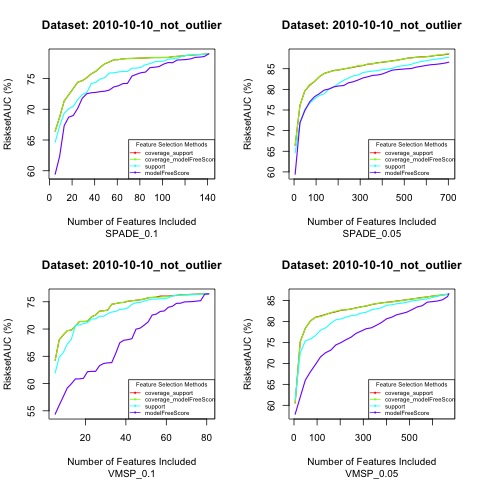 Dataset: 2010-10-10_not_outlier
RisksetAUC (%)
75
70
65
60
Feature Selection Methods
coverage_support
coverage_modelFreeScor
support
modelFreeScore
0 20 40 60 80 100 120 140
Number of Features Included
SPADE_0.1
Dataset: 2010-10-10_not_outlier
RisksetAUC (%)
85
80
75
70
65
60
Feature Selection Methods
coverage_support
coverage_modelFreeScor
support
modelFreeScore
0 100 300 500 700
Number of Features Included
SPADE_0.05
Dataset: 2010-10-10_not_outlier
RisksetAUC (%)
75
70
65
60
55
Feature Selection Methods
coverage_support
coverage_modelFreeScor
support
modelFreeScore
20 40 60 80
Number of Features Included
VMSP_0.1
Dataset: 2010-10-10_not_outlier
RisksetAUC (%)
85
80
75
70
65
60
Feature Selection Methods
coverage_support
coverage_modelFreeScor
support
modelFreeScore
0 100 300 500
Number of Features Included
VMSP_0.05